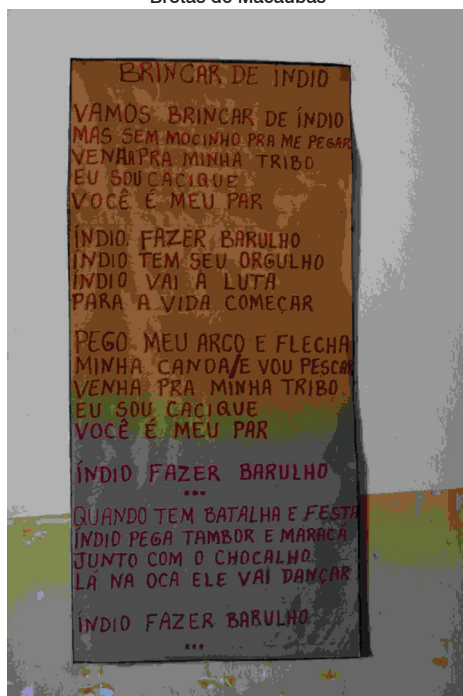 Brotas de Macaúbas
BRINCAR DE ÍNDIO
VAMOS BRINCAR DE ÍNDIO
MAS SEM MOCINHO PRA ME PEGAR
VENHA PRA MINHA TRIBO
EU SOU CACIQUE
VOCÊ É MEU PAR
ÍNDIO FAZER BARULHO
ÍNDIO TEM SEU ORGULHO
ÍNDIO VAI A LUTA
PARA A VIDA COMEÇAR
PEGO MEU ARCO E FLECHA
MINHA CANOA/E VOU PESCAR
VENHA PRA MINHA TRIBO
EU SOU CACIQUE
VOCÊ É MEU PAR
ÍNDIO FAZER BARULHO
...
QUANDO TEM BATALHA E FESTA
ÍNDIO PEGA TAMBOR E MARACÁ
JUNTO COM O CHOCALHO
LÁ NA OCA ELE VAI DANÇAR
ÍNDIO FAZER BARULHO
...